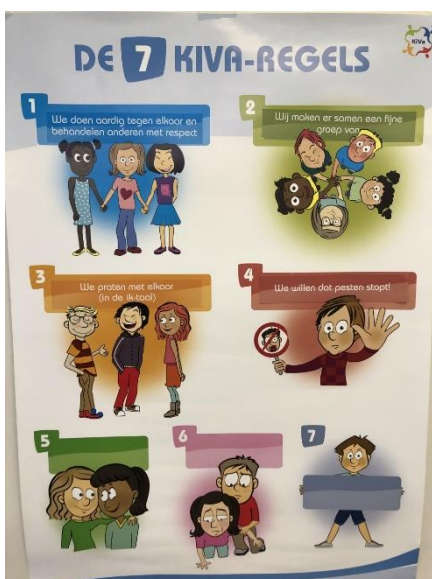 KiVa
DE 7 KIVA-REGELS
1
We doen aardig tegen elkaar en
behandelen anderen met respect
2
Wij maken er samen een fijne
groep van
3
We praten met elkaar
(in de ik-taal)
4
We willen dat pesten stopt!
5
6
7